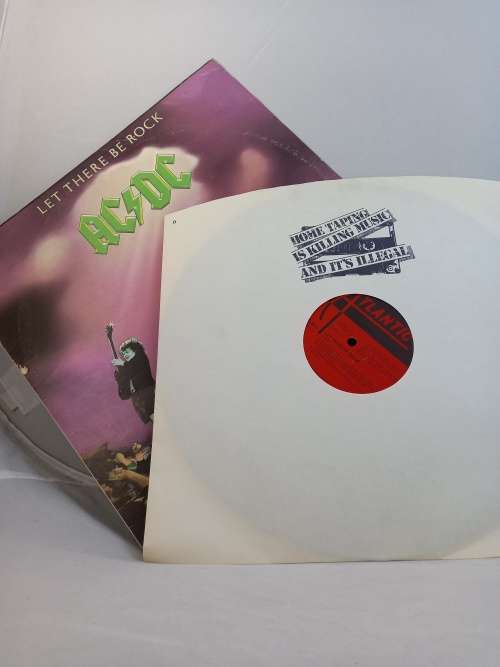 LET THERE BE ROCK
AC⚡DC
HOME TAPING
IS KILLING MUSIC
AND IT'S ILLEGAL
ATLANTIC